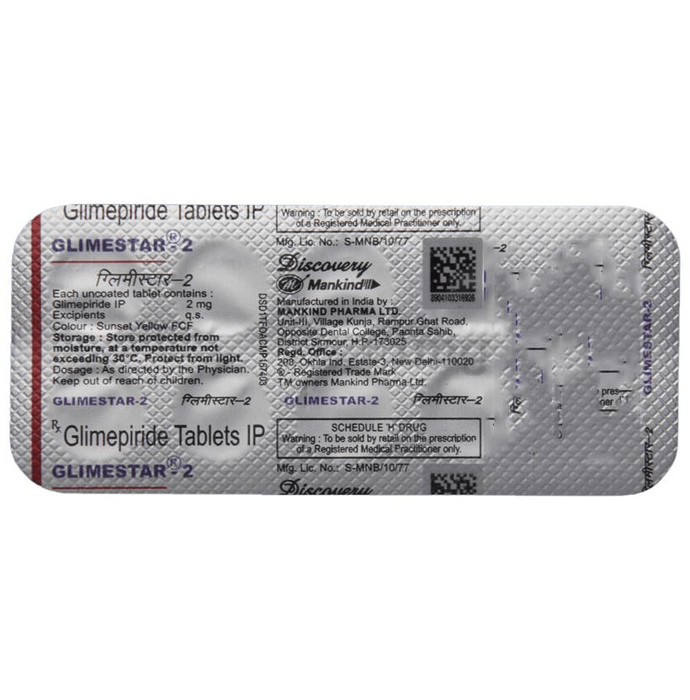 Glimepiride Tablets IP
GLIMESTAR®-2
ग्लिमीस्टार-2
Each uncoated tablet contains :
Glimepiride IP 2 mg
Excipients q.s.
Colour : Sunset Yellow FCF
Storage : Store protected from
moisture, at a temperature not
exceeding 30°C. Protect from light.
Dosage : As directed by the Physician.
Keep out of reach of children.
GLIMESTAR-2 ग्लिमीस्टार-2
Rx Glimepiride Tablets IP
GLIMESTAR®-2
Warning : To be sold by retail on the prescription
of a Registered Medical Practitioner only.
Mfg. Lic. No.: S-MNB/10/77
Discovery
Mankind
Manufactured in India by :
MANKIND PHARMA LTD.
Unit-III, Village Kunja, Rampur Ghat Road,
Opposite Dental College, Paonta Sahib,
District Sirmour, H.P.-173025
Regd. Office :
208, Okhla Ind. Estate-3, New Delhi-110020
® - Registered Trade Mark
TM owners Mankind Pharma Ltd.
GLIMESTAR-2 ग्लिमीस्टार-2
SCHEDULE 'H' DRUG
Warning : To be sold by retail on the prescription
of a Registered Medical Practitioner only.
Mfg. Lic. No.: S-MNB/10/77
Discovery
-2
pres
GLIMESTAR-2
ग्लिमीस्टार-2